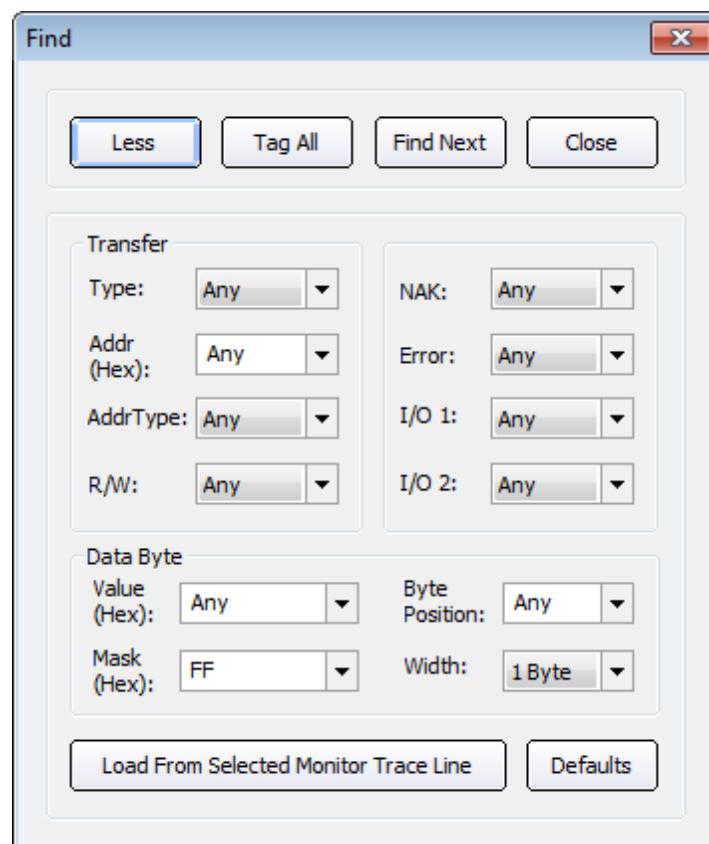 Find
Less Tag All Find Next Close
Transfer
Type: Any
Addr
(Hex): Any
AddrType: Any
R/W: Any
NAK: Any
Error: Any
I/O 1: Any
I/O 2: Any
Data Byte
Value
(Hex): Any
Byte
Position: Any
Mask
(Hex): FF
Width: 1 Byte
Load From Selected Monitor Trace Line Defaults